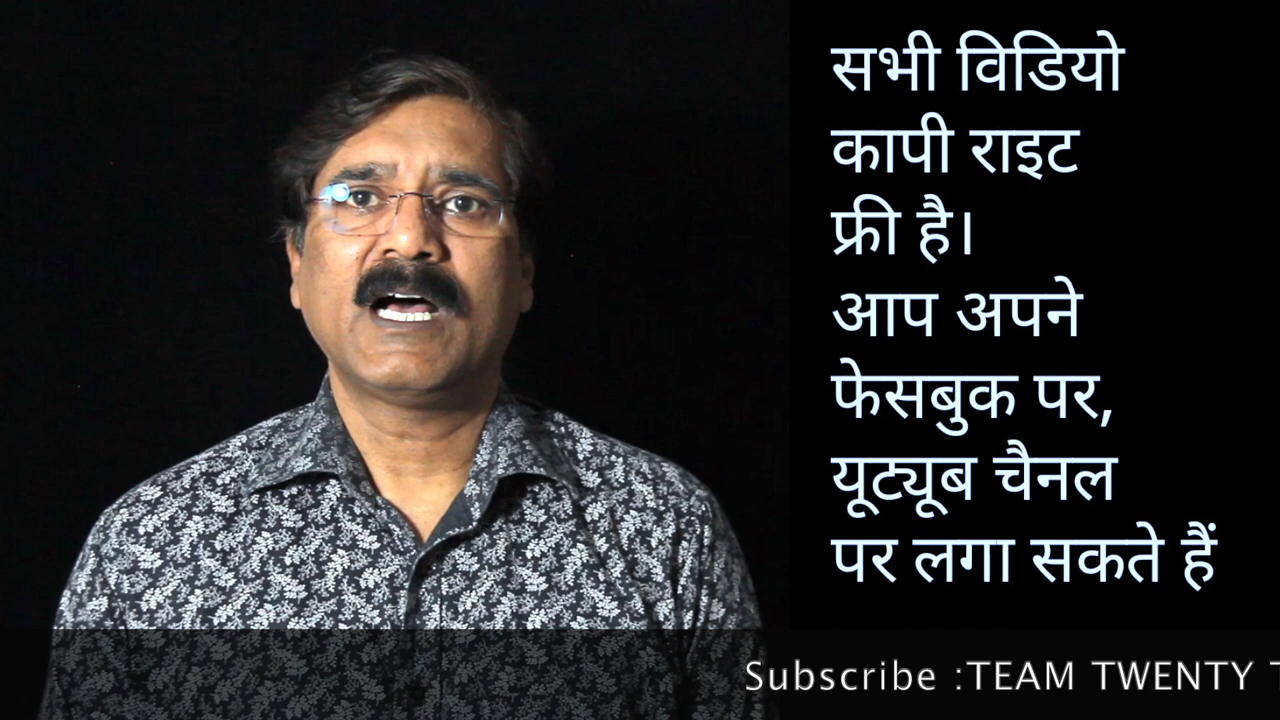 सभी विडियो
कापी राइट
फ्री है।
आप अपने
फेसबुक पर,
यूट्यूब चैनल
पर लगा सकते हैं
Subscribe :TEAM TWENTY